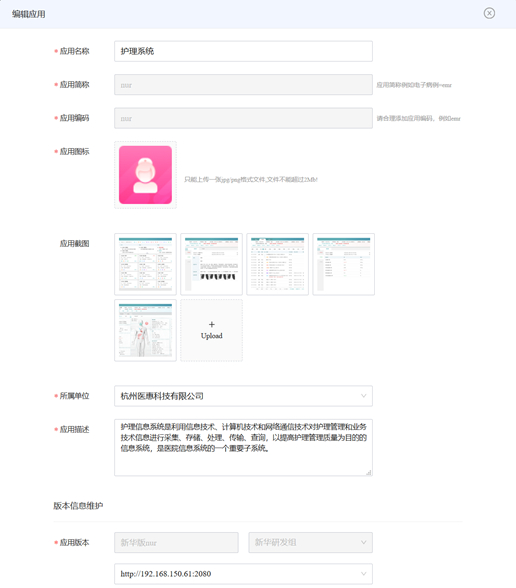 编辑应用
* 应用名称 护理系统
* 应用简称 nur 应用简称例如电子病例=emr
* 应用编码 nur 请合理添加应用编码，例如emr
* 应用图标
只能上传一张jpg/png格式文件,文件不能超过2MM!
应用截图
+
Upload
* 所属单位 杭州医惠科技有限公司
* 应用描述 护理信息系统是利用信息技术、计算机技术和网络通信技术对护理管理和业务
技术信息进行采集、存储、处理、传输、查询，以提高护理管理质量为目的的
信息系统，是医院信息系统的一个重要子系统。
版本信息维护
* 应用版本 新华版nur 新华研发组
http://192.168.150.61:2080